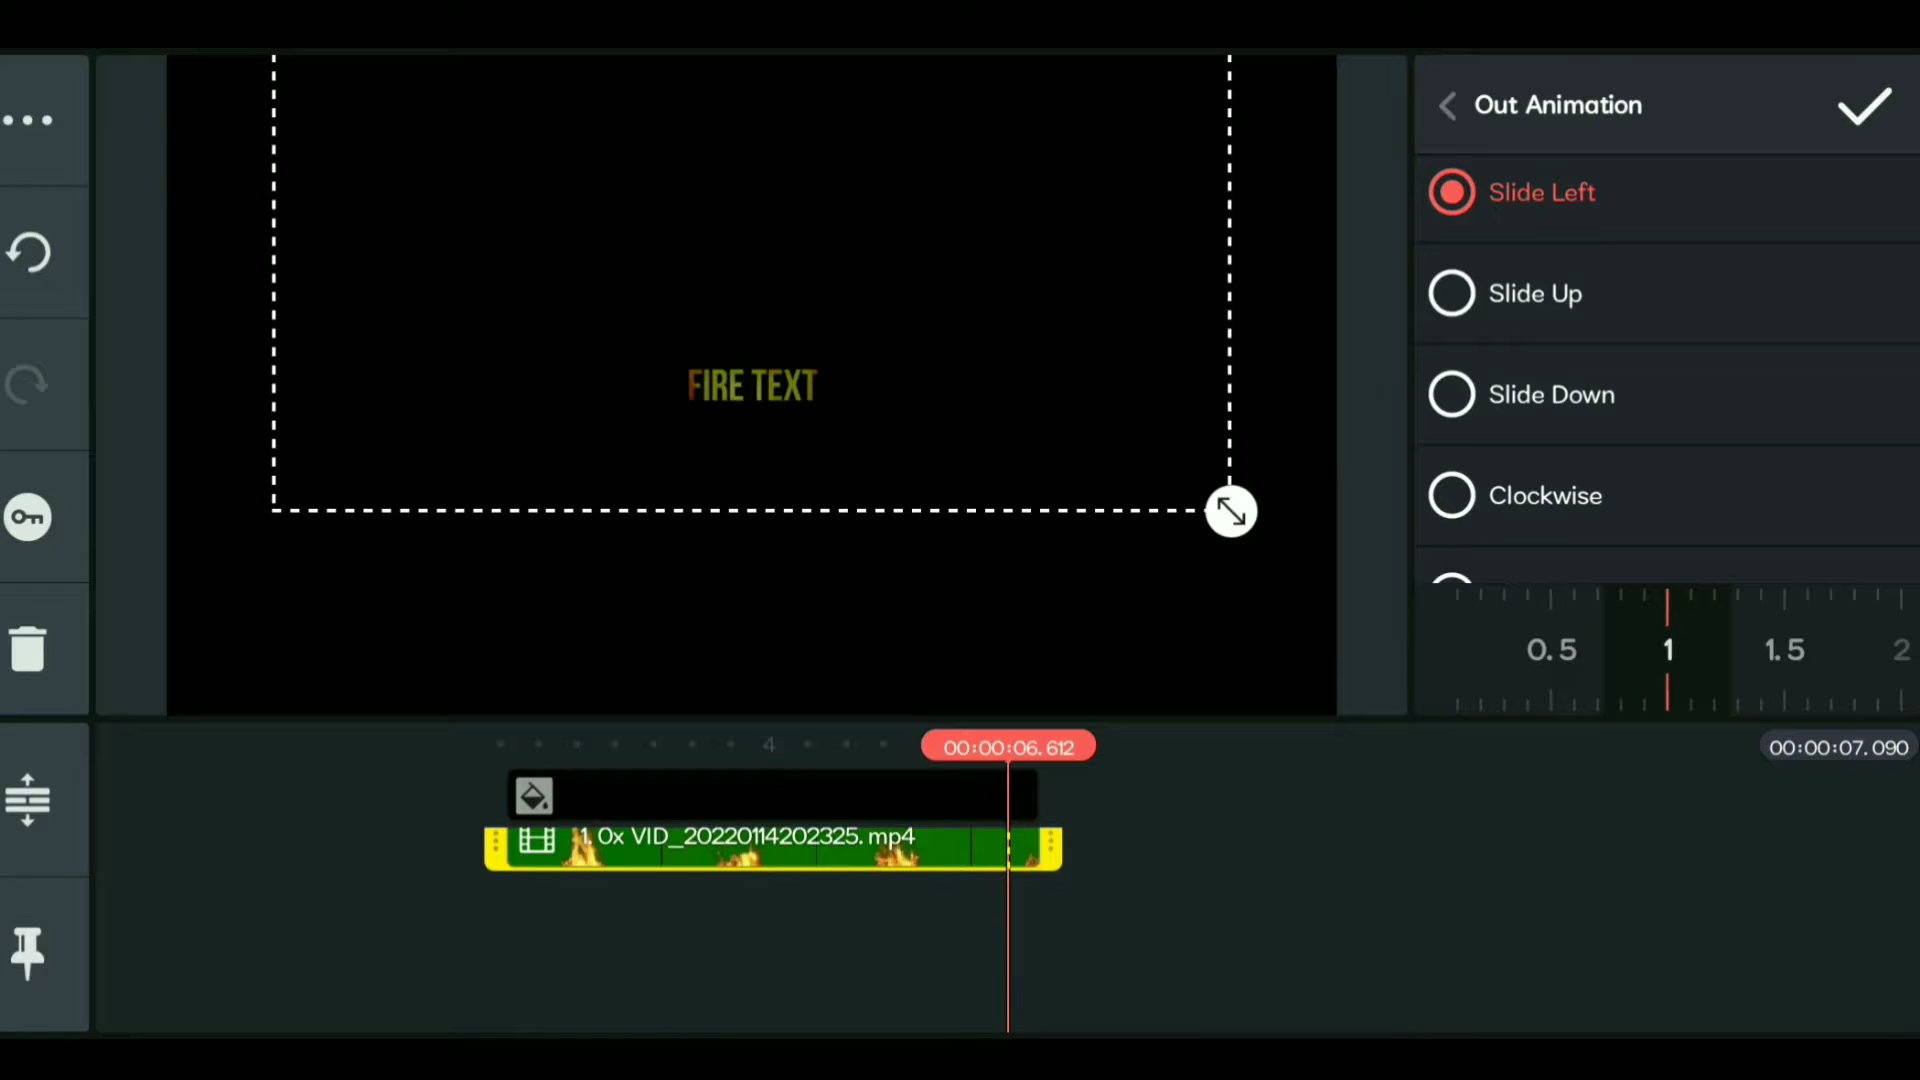 Out Animation
Slide Left
Slide Up
Slide Down
Clockwise
FIRE TEXT
0.5 1 1.5 2
4
00:00:06.612
00:00:07.090
1.0x VID_20220114202325.mp4